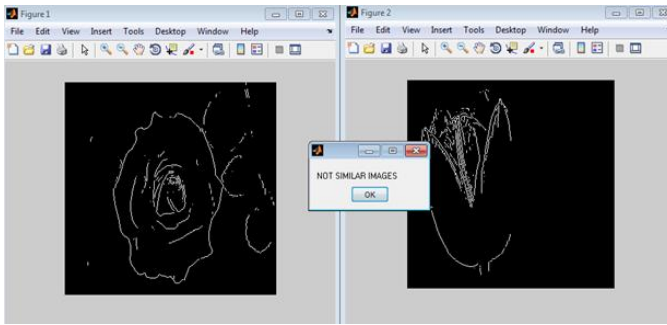 Figure 1
File Edit View Insert Tools Desktop Window Help
Figure 2
File Edit View Insert Tools Desktop Window Help
NOT SIMILAR IMAGES
OK